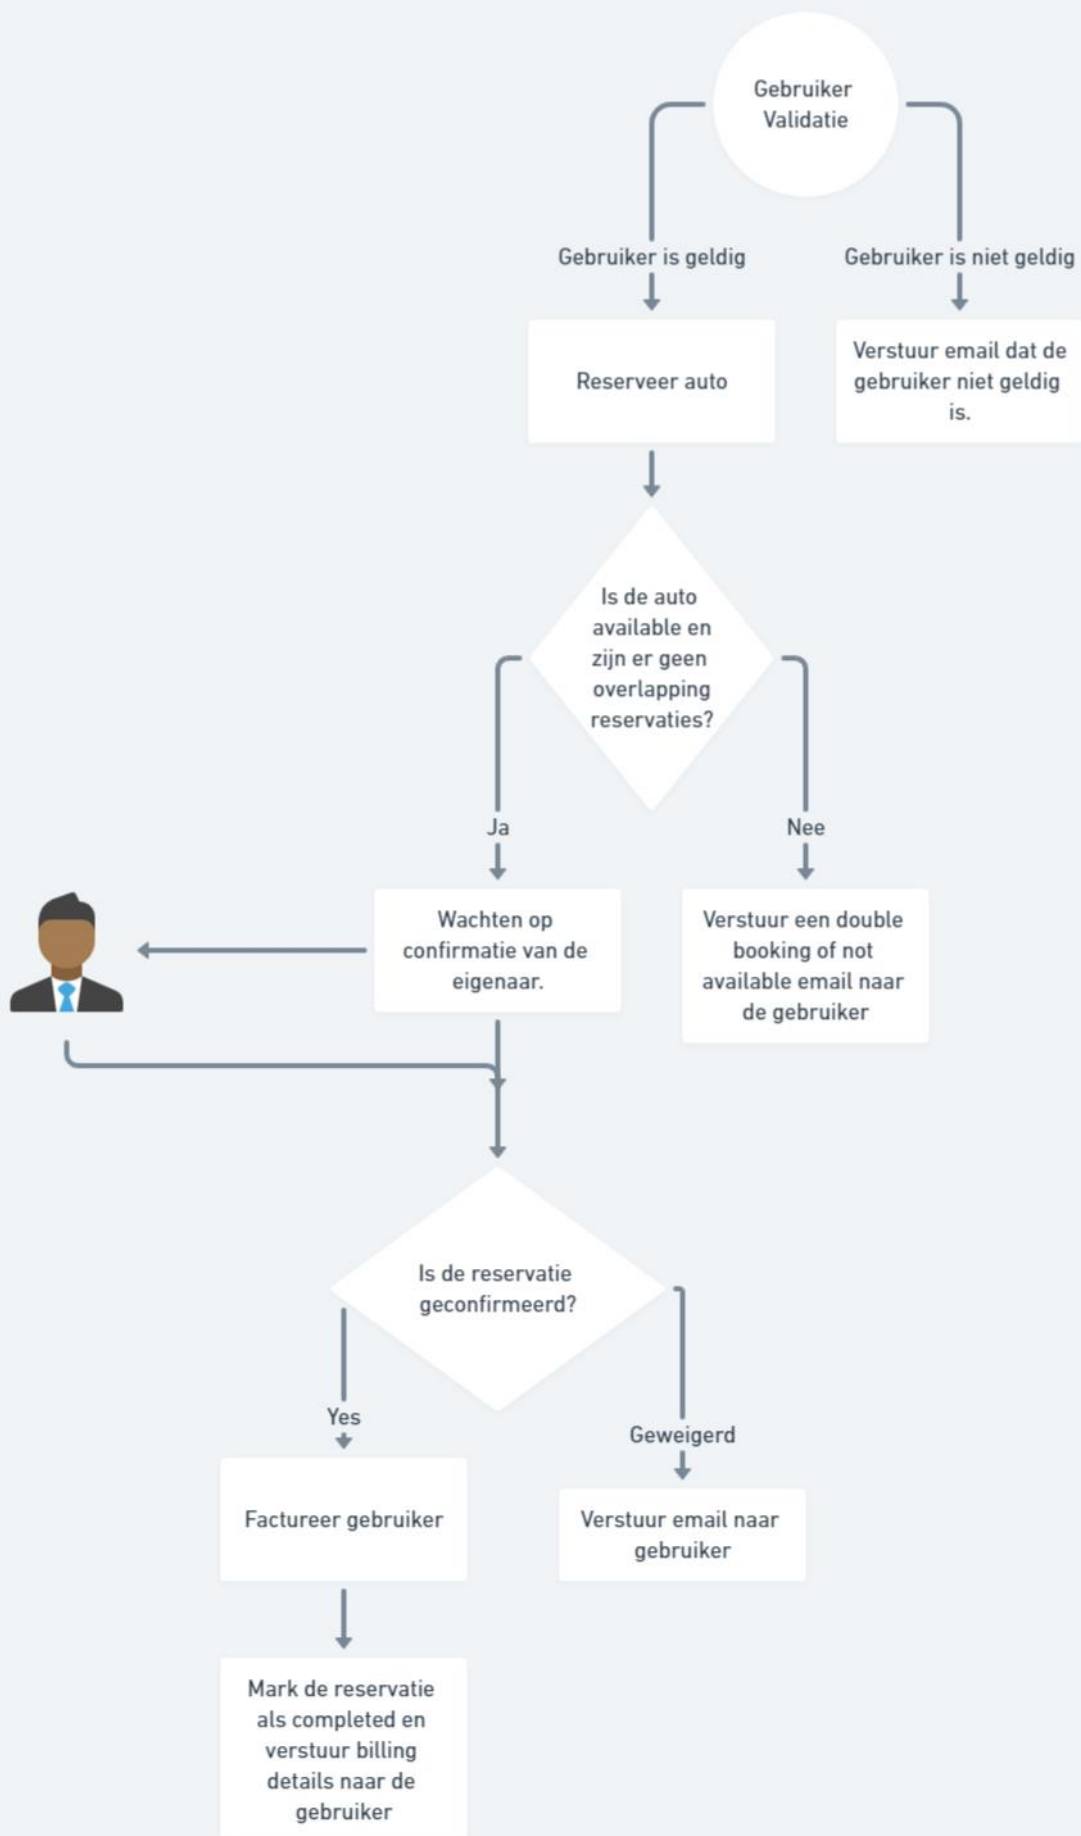 Gebruiker
Validatie
Gebruiker is geldig
Gebruiker is niet geldig
Reserveer auto
Verstuur email dat de
gebruiker niet geldig
is.
Is de auto
available en
zijn er geen
overlapping
reservaties?
Ja
Nee
Wachten op
confirmatie van de
eigenaar.
Verstuur een double
booking of not
available email naar
de gebruiker
Is de reservatie
geconfirmeerd?
Yes
Geweigerd
Factureer gebruiker
Verstuur email naar
gebruiker
Mark de reservatie
als completed en
verstuur billing
details naar de
gebruiker